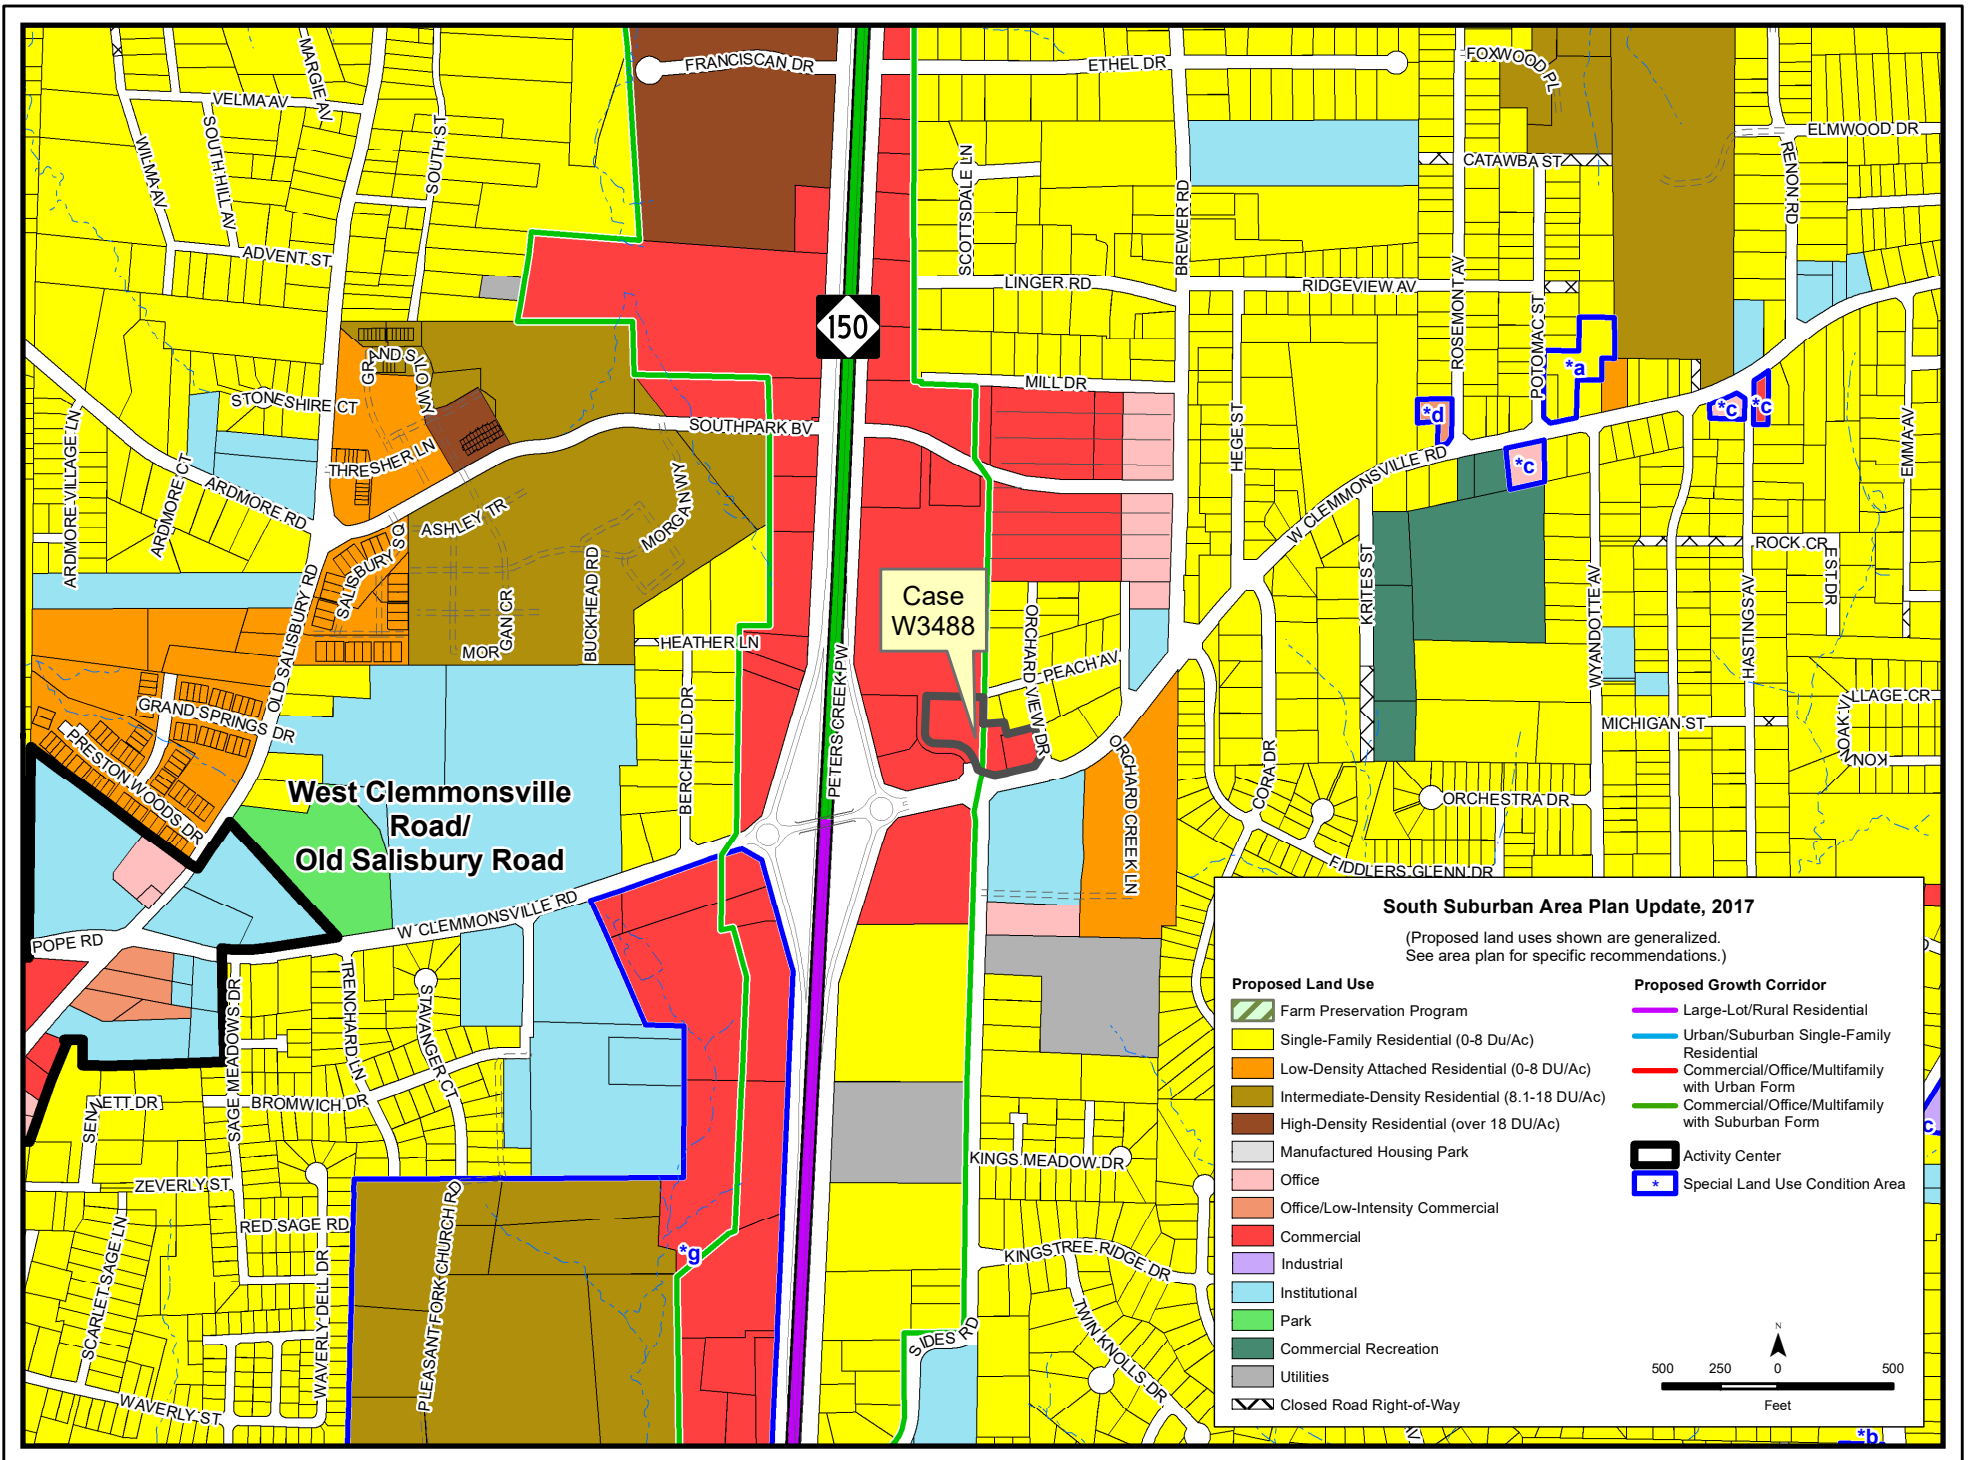 FRANCISCAN DR
ETHEL DR
FOXWOOD PL
MARGIE AV
VELMA AV
SOUTH ST
WILMA AV
SOUTH HILL AV
ELMWOOD DR
CATAWBA ST
RENON RD
SCOTTSDALE LN
BREWER RD
ADVENT ST
LINGER RD
RIDGEVIEW AV
ROSEMONT AV
POTOMAC ST
150
GRAND SILO WY
MILL DR
*a
STONESHIRE CT
*d
*c
*c
ARDMORE VILLAGE LN
SOUTHPARK BV
HEGE ST
EMMA AV
THRESHER LN
W CLEMMONSVILLE RD
*c
ARDMORE CT
ARDMORE RD
ASHLEY TR
MORGAN WY
SALISBURY SQ
ROCK CR
EST DR
KRITES ST
WYANDOTTE AV
HASTINGS AV
Case
W3488
OLD SALISBURY RD
MORGAN CR
BUCKHEAD RD
HEATHER LN
ORCHARD VIEW DR
PEACH AV
PETERS CREEK PW
BERCHFIELD DR
GRAND SPRINGS DR
PRESTON WOODS DR
MICHIGAN ST
LLAGE CR
OAK VI
KON
CORA DR
ORCHARD CREEK LN
ORCHESTRA DR
West Clemmonsville
Road/
Old Salisbury Road
FIDDLERS GLENN DR
W CLEMMONSVILLE RD
POPE RD
SAGE MEADOWS DR
TRENCHARD LN
STAVANGER CT
SENNETT DR
BROMWICH DR
KINGS MEADOW DR
ZEVERLY ST
RED SAGE RD
SCARLET SAGE LN
WAVERLY DELL DR
PLEASANT FORK CHURCH RD
*g
KINGSTREE RIDGE DR
TWIN KNOLLS DR
SIDES RD
WAVERLY ST
South Suburban Area Plan Update, 2017
(Proposed land uses shown are generalized.
See area plan for specific recommendations.)
Proposed Land Use
Farm Preservation Program
Single-Family Residential (0-8 Du/Ac)
Low-Density Attached Residential (0-8 DU/Ac)
Intermediate-Density Residential (8.1-18 DU/Ac)
High-Density Residential (over 18 DU/Ac)
Manufactured Housing Park
Office
Office/Low-Intensity Commercial
Commercial
Industrial
Institutional
Park
Commercial Recreation
Utilities
Closed Road Right-of-Way
Proposed Growth Corridor
Large-Lot/Rural Residential
Urban/Suburban Single-Family
Residential
Commercial/Office/Multifamily
with Urban Form
Commercial/Office/Multifamily
with Suburban Form
Activity Center
*
Special Land Use Condition Area
N
500 250 0 500
Feet
c
AV
*b